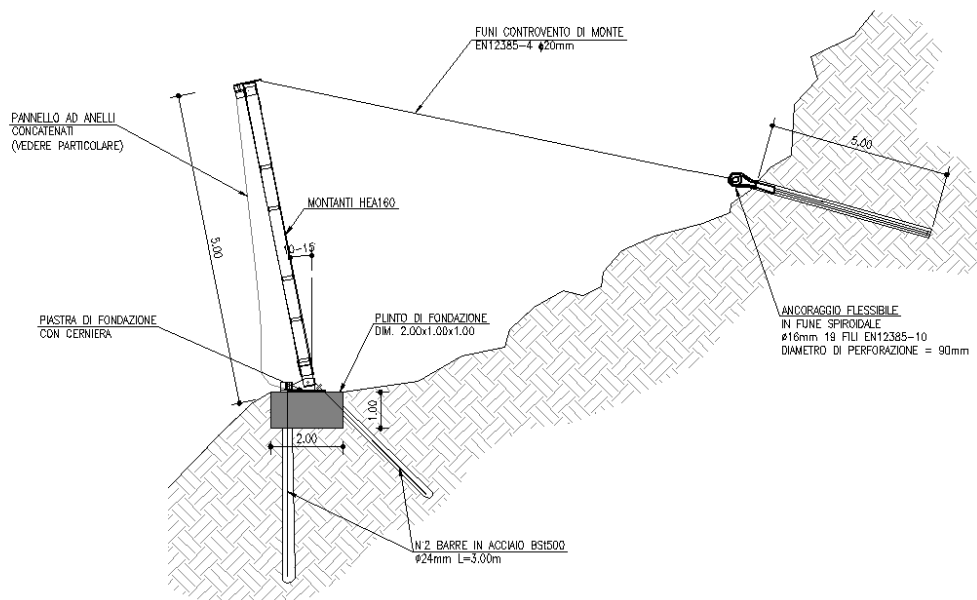 FUNI CONTROVENTO DI MONTE
EN12385-4 ϕ20mm
PANNELLO AD ANELLI
CONCATENATI
(VEDERE PARTICOLARE)
5.00
MONTANTI HEA160
5.00
0-15
PIASTRA DI FONDAZIONE
CON CERNIERA
PLINTO DI FONDAZIONE
DIM. 2.00x1.00x1.00
ANCORAGGIO FLESSIBILE
IN FUNE SPIROIDALE
ø16mm 19 FILI EN12385-10
DIAMETRO DI PERFORAZIONE = 90mm
1.00
2.00
N°2 BARRE IN ACCIAIO BSt500
φ24mm L=3.00m